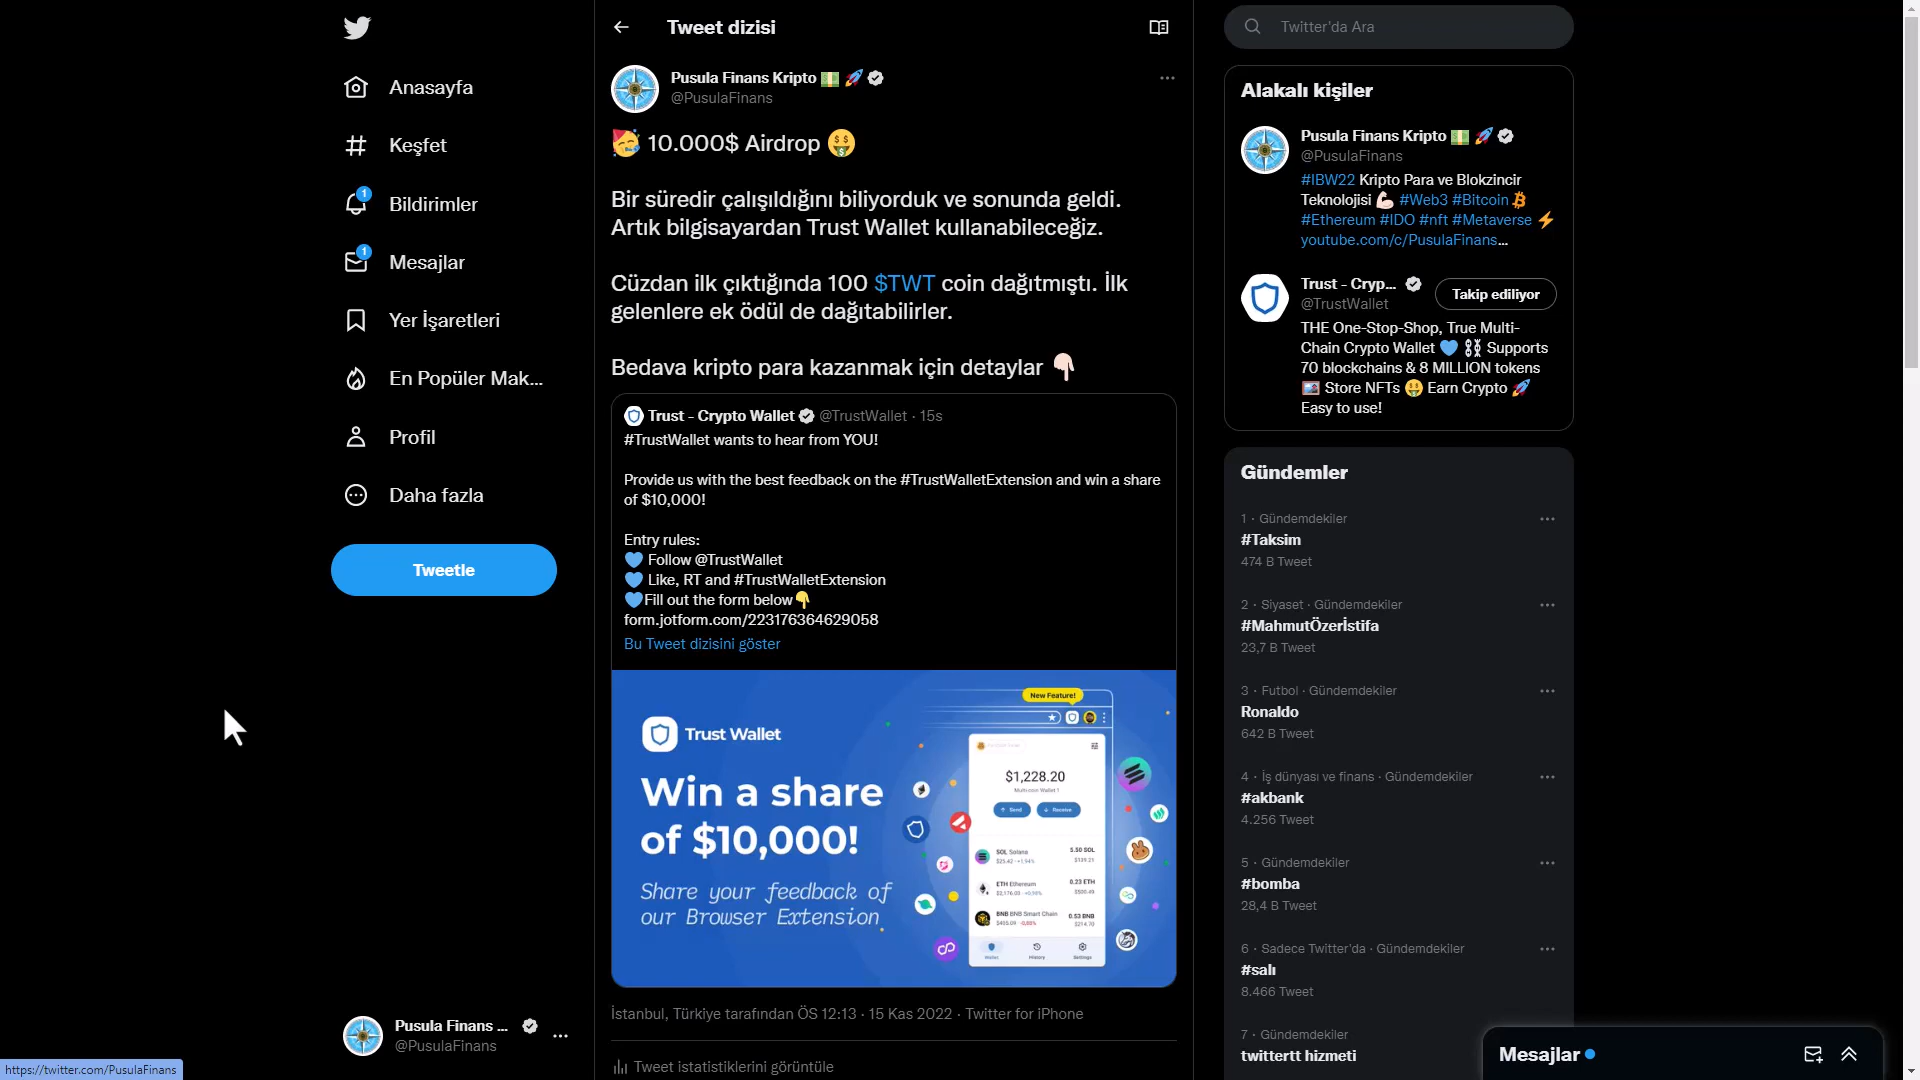 Anasayfa
Keşfet
1
Bildirimler
1
Mesajlar
Yer İşaretleri
En Popüler Mak...
Profil
Daha fazla
Tweetle
Pusula Finans ...
@PusulaFinans
https://twitter.com/PusulaFinans
Tweet dizisi
Pusula Finans Kripto
@PusulaFinans
10.000$ Airdrop
Bir süredir çalışıldığını biliyorduk ve sonunda geldi.
Artık bilgisayardan Trust Wallet kullanabileceğiz.
Cüzdan ilk çıktığında 100 $TWT coin dağıtmıştı. İlk
gelenlere ek ödül de dağıtabilirler.
Bedava kripto para kazanmak için detaylar
Trust - Crypto Wallet @TrustWallet · 15s
#TrustWallet wants to hear from YOU!
Provide us with the best feedback on the #TrustWalletExtension and win a share
of $10,000!
Entry rules:
Follow @TrustWallet
Like, RT and #TrustWalletExtension
Fill out the form below
form.jotform.com/223176364629058
Bu Tweet dizisini göster
Trust Wallet
Win a share
of $10,000!
Share your feedback of
our Browser Extension
New Feature!
$1,228.20
Multi-coin Wallet 1
Send
Receive
SOL Solana
5.50 SOL
$25.42 +1,94%
$139.21
ETH Ethereum
0.23 ETH
$2,176.03 +0,98%
$500.49
BNB BNB Smart Chain
0.53 BNB
$405.09 -0,88%
$214.70
Wallet
History
Settings
İstanbul, Türkiye tarafından ÖS 12:13 · 15 Kas 2022 · Twitter for iPhone
Tweet istatistiklerini görüntüle
Twitter'da Ara
Alakalı kişiler
Pusula Finans Kripto
@PusulaFinans
#IBW22 Kripto Para ve Blokzincir
Teknolojisi #Web3 #Bitcoin
#Ethereum #IDO #nft #Metaverse
youtube.com/c/PusulaFinans...
Trust - Cryp...
@TrustWallet
Takip ediliyor
THE One-Stop-Shop, True Multi-
Chain Crypto Wallet Supports
70 blockchains & 8 MILLION tokens
Store NFTs Earn Crypto
Easy to use!
Gündemler
1 · Gündemdekiler
#Taksim
474 B Tweet
2 · Siyaset · Gündemdekiler
#MahmutÖzerİstifa
23,7 B Tweet
3 · Futbol · Gündemdekiler
Ronaldo
642 B Tweet
4 · İş dünyası ve finans · Gündemdekiler
#akbank
4.256 Tweet
5 · Gündemdekiler
#bomba
28,4 B Tweet
6 · Sadece Twitter'da · Gündemdekiler
#salı
8.466 Tweet
7 · Gündemdekiler
twittertt hizmeti
Mesajlar